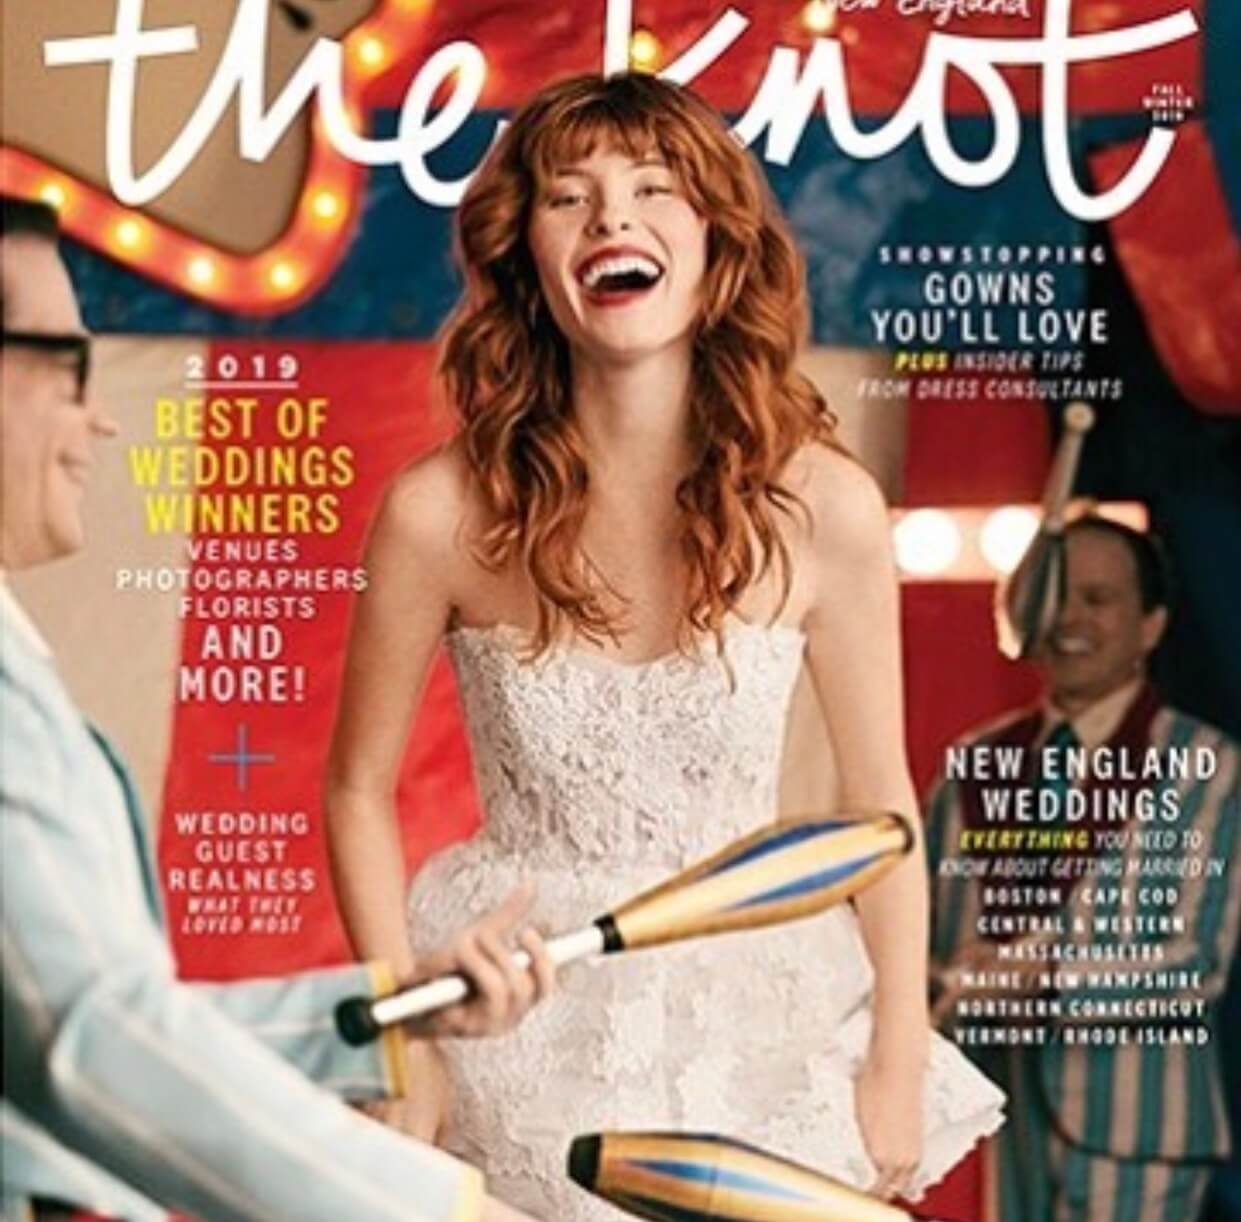 New England
the knot
FALL
WINTER
2019
SHOWSTOPPING
GOWNS
YOU'LL LOVE
PLUS INSIDER TIPS
FROM DRESS CONSULTANTS
2019
BEST OF
WEDDINGS
WINNERS
VENUES
PHOTOGRAPHERS
FLORISTS
AND
MORE!
+
WEDDING
GUEST
REALNESS
WHAT THEY
LOVED MOST
NEW ENGLAND
WEDDINGS
EVERYTHING YOU NEED TO
KNOW ABOUT GETTING MARRIED IN
BOSTON / CAPE COD
CENTRAL & WESTERN
MASSACHUSETTS
MAINE / NEW HAMPSHIRE
NORTHERN CONNECTICUT
VERMONT / RHODE ISLAND